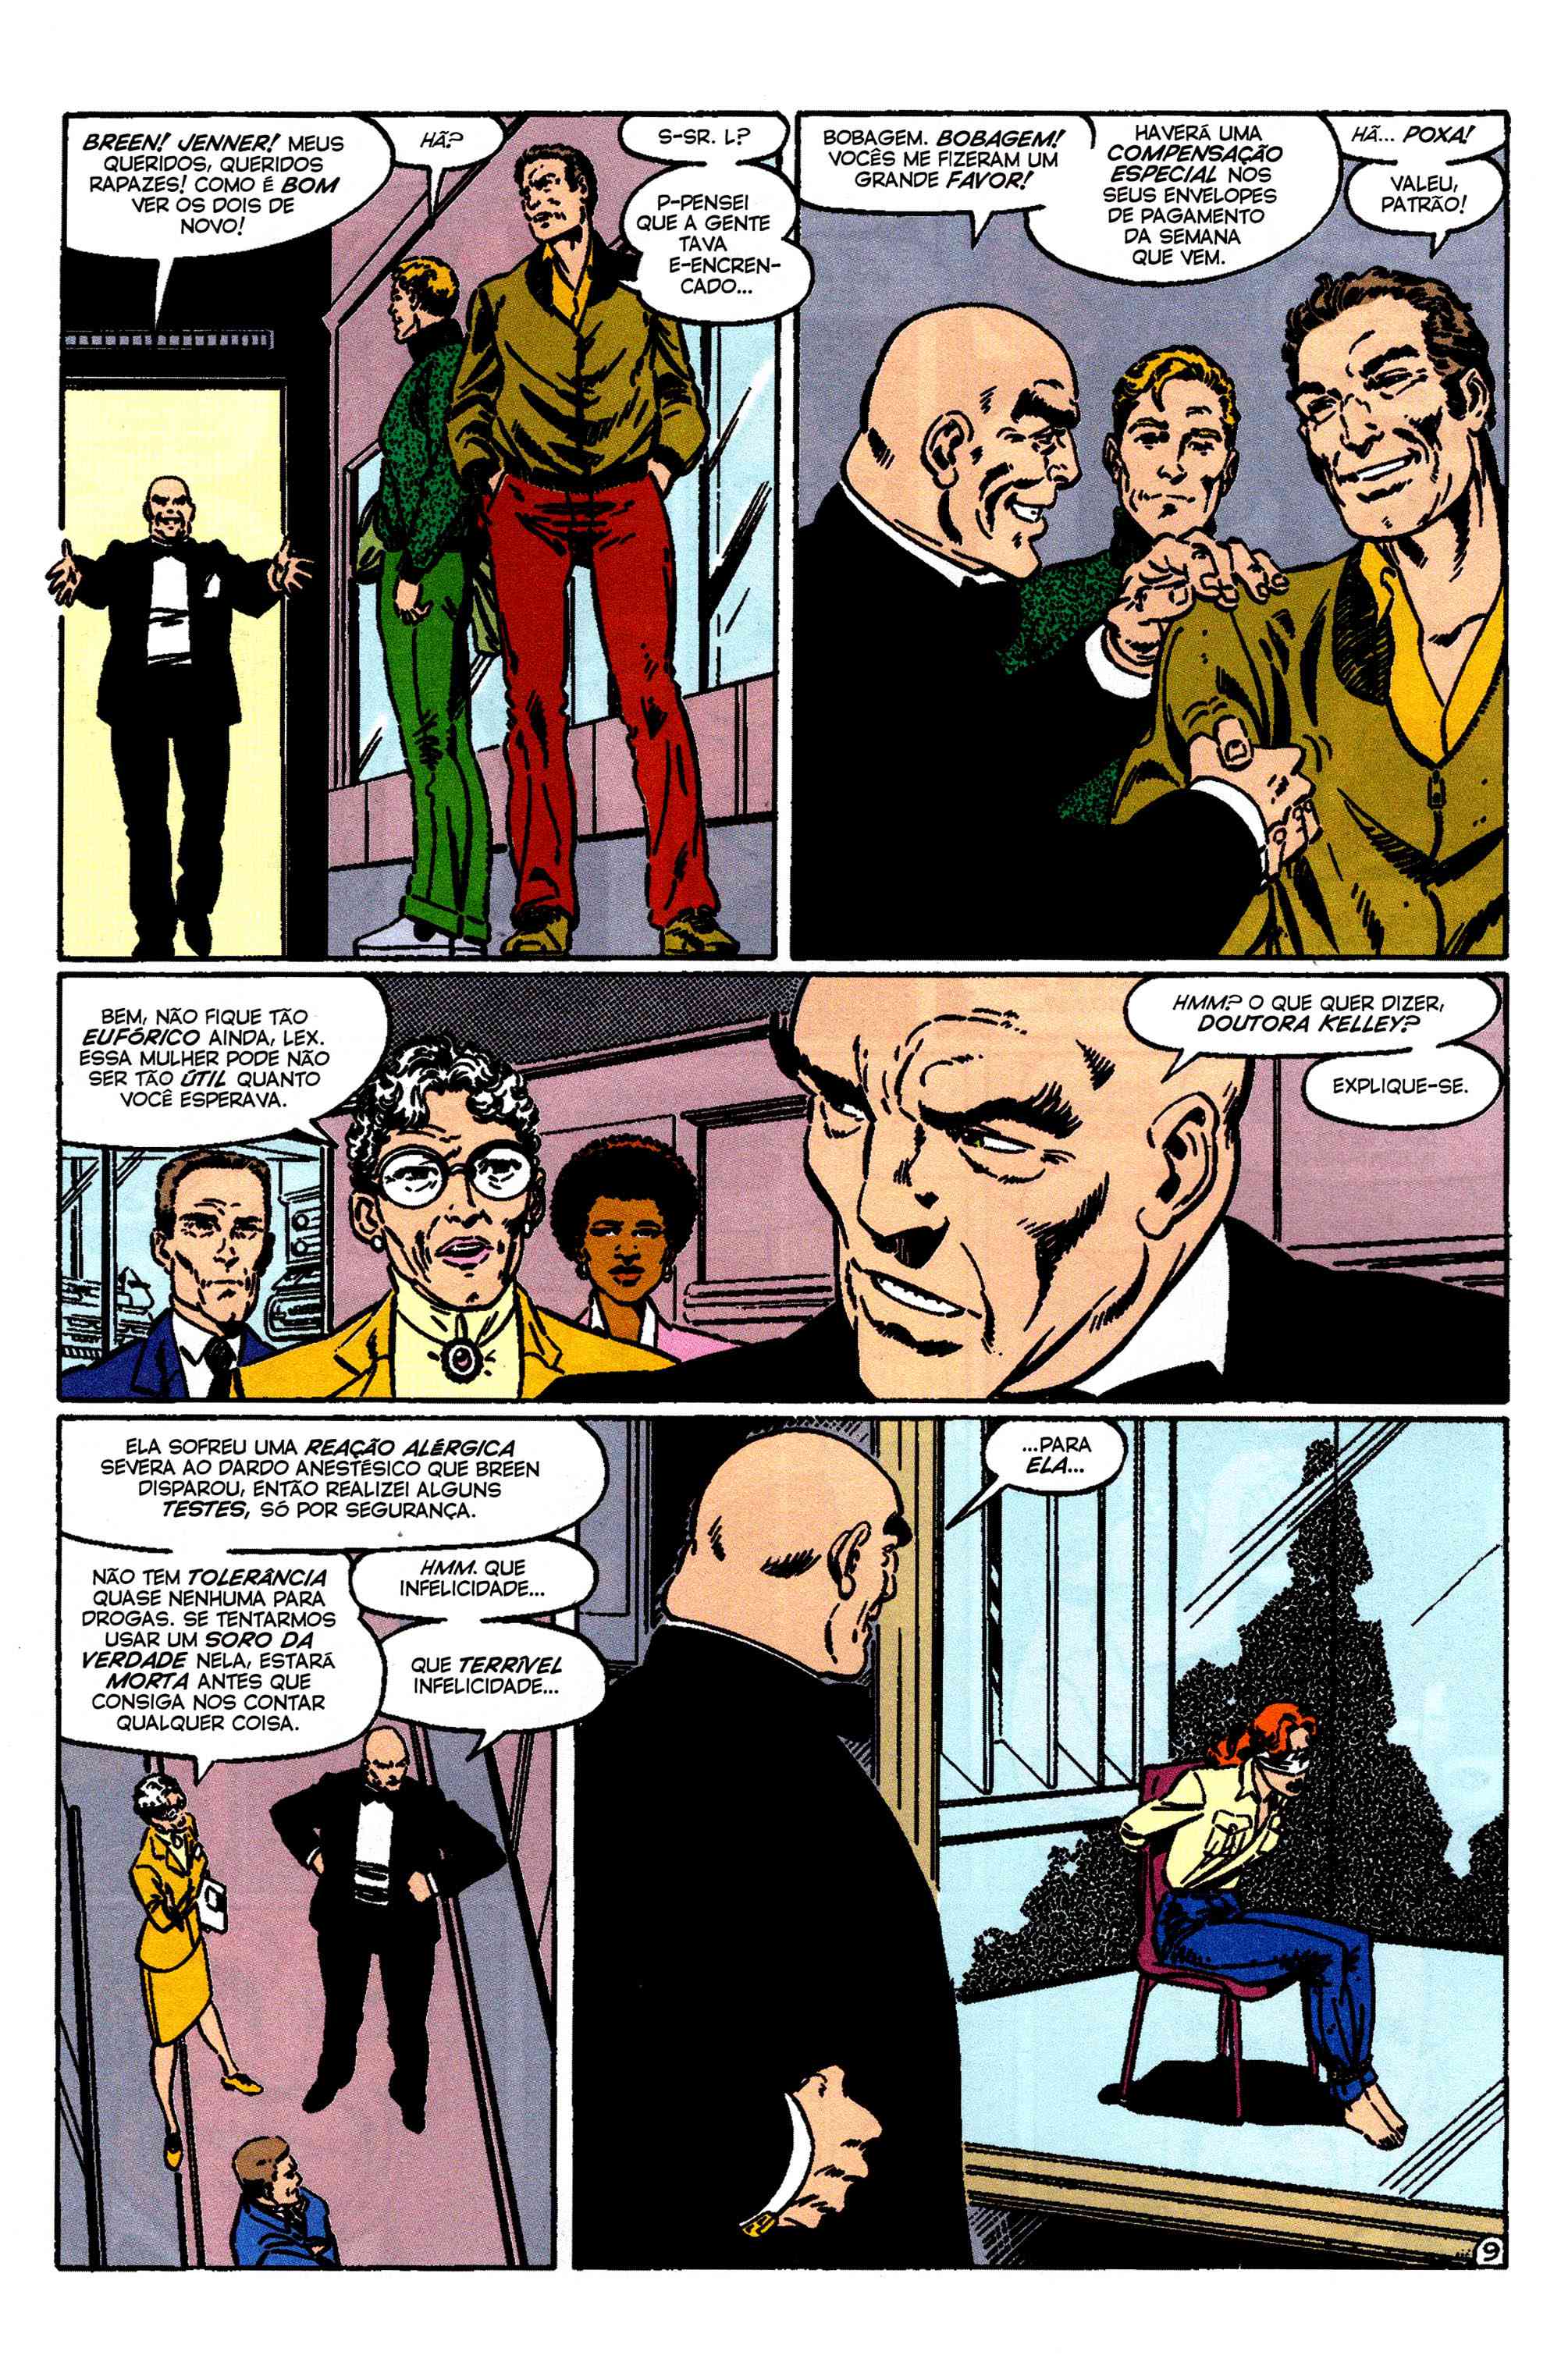 BREEN! JENNER! MEUS
QUERIDOS, QUERIDOS
RAPAZES! COMO É BOM
VER OS DOIS DE
NOVO!
HÃ?
S-SR. L?
P-PENSEI
QUE A GENTE
TAVA
E-ENCREN-
CADO...
BOBAGEM. BOBAGEM!
VOCÊS ME FIZERAM UM
GRANDE FAVOR!
HAVERÁ UMA
COMPENSAÇÃO
ESPECIAL NOS
SEUS ENVELOPES
DE PAGAMENTO
DA SEMANA
QUE VEM.
HÃ... POXA!
VALEU,
PATRÃO!
BEM, NÃO FIQUE TÃO
EUFÓRICO AINDA, LEX.
ESSA MULHER PODE NÃO
SER TÃO ÚTIL QUANTO
VOCÊ ESPERAVA.
HMM? O QUE QUER DIZER,
DOUTORA KELLEY?
EXPLIQUE-SE.
ELA SOFREU UMA REAÇÃO ALÉRGICA
SEVERA AO DARDO ANESTÉSICO QUE BREEN
DISPAROU, ENTÃO REALIZEI ALGUNS
TESTES, SÓ POR SEGURANÇA.
NÃO TEM TOLERÂNCIA
QUASE NENHUMA PARA
DROGAS. SE TENTARMOS
USAR UM SORO DA
VERDADE NELA, ESTARÁ
MORTA ANTES QUE
CONSIGA NOS CONTAR
QUALQUER COISA.
HMM. QUE
INFELICIDADE...
QUE TERRÍVEL
INFELICIDADE...
...PARA
ELA...
9